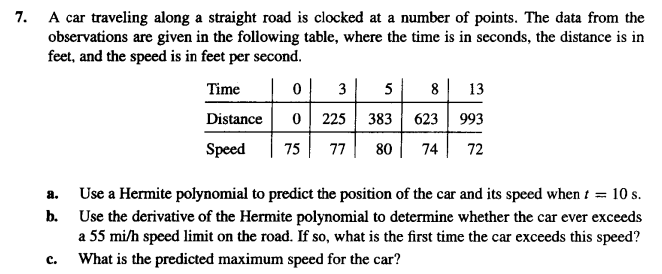 7. A car traveling along a straight road is clocked at a number of points. The data from the
observations are given in the following table, where the time is in seconds, the distance is in
feet, and the speed is in feet per second.
Time 0 3 5 8 13
Distance 0 225 383 623 993
Speed 75 77 80 74 72
a. Use a Hermite polynomial to predict the position of the car and its speed when t = 10 s.
b. Use the derivative of the Hermite polynomial to determine whether the car ever exceeds
a 55 mi/h speed limit on the road. If so, what is the first time the car exceeds this speed?
c. What is the predicted maximum speed for the car?